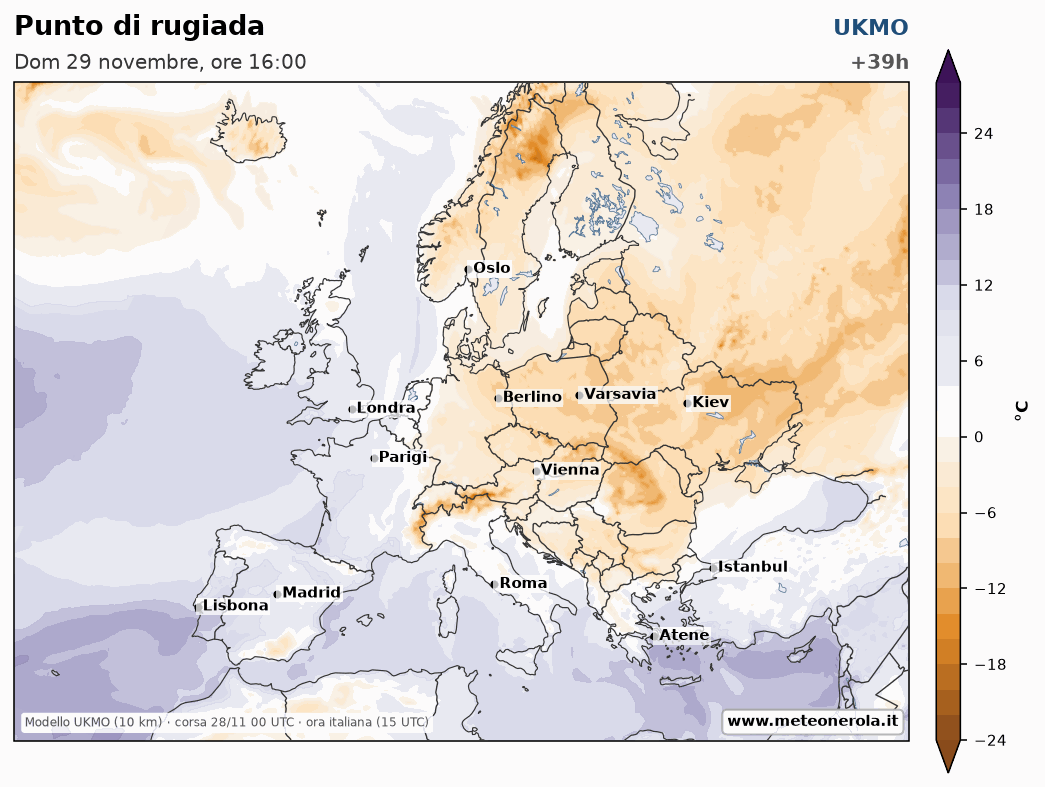 Punto di rugiada
UKMO
Dom 29 novembre, ore 16:00
+39h
Oslo
Londra
Berlino
Varsavia
Kiev
Parigi
Vienna
Istanbul
Roma
Madrid
Lisbona
Atene
Modello UKMO (10 km) · corsa 28/11 00 UTC · ora italiana (15 UTC)
www.meteonerola.it
24
18
12
6
0
−6
−12
−18
−24
°C